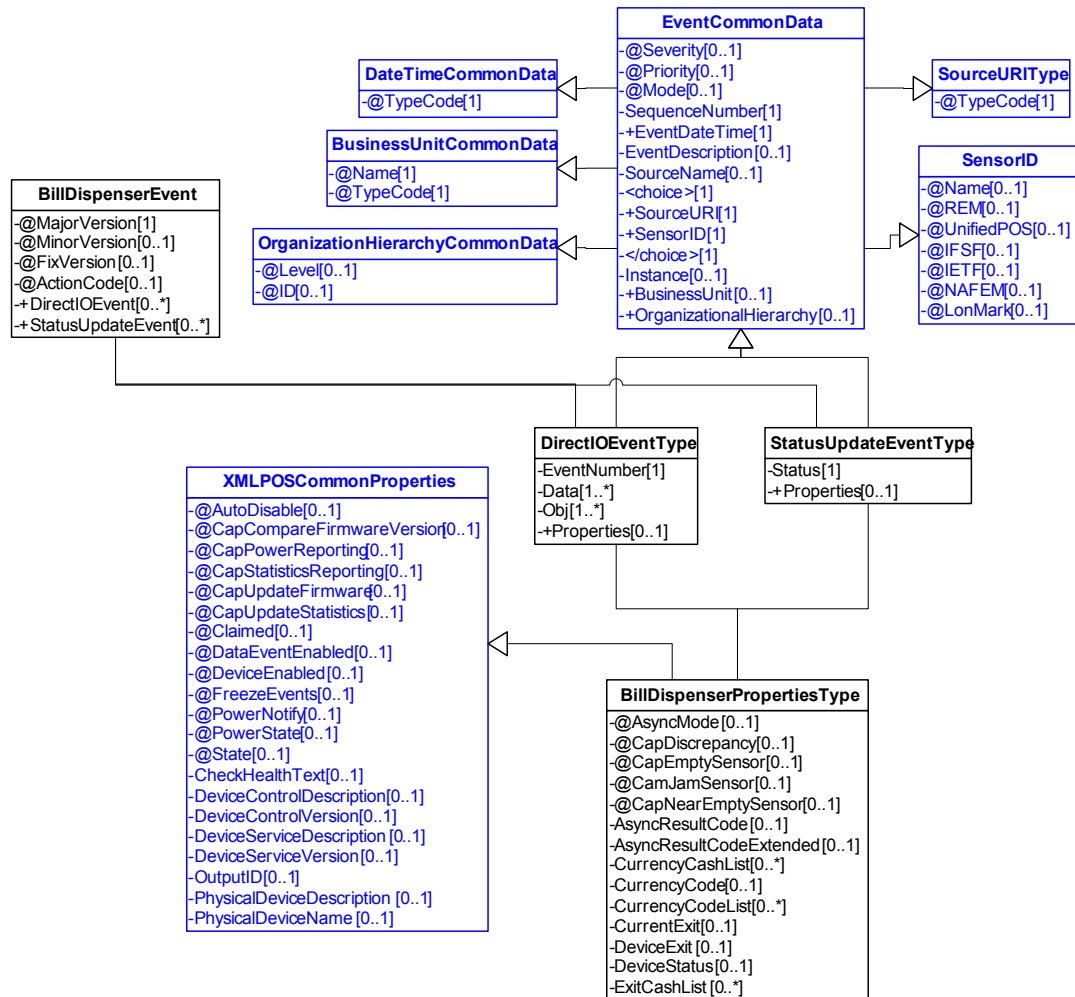 EventCommonData
-@Severity[0..1]
-@Priority[0..1]
-@Mode[0..1]
-SequenceNumber[1]
-+EventDateTime[1]
-EventDescription[0..1]
-SourceName[0..1]
-<choice>[1]
-+SourceURI[1]
-+SensorID[1]
-</choice>[1]
-Instance[0..1]
-+BusinessUnit[0..1]
-+OrganizationalHierarchy[0..1]
DateTimeCommonData
-@TypeCode[1]
SourceURIType
-@TypeCode[1]
BusinessUnitCommonData
-@Name[1]
-@TypeCode[1]
SensorID
-@Name[0..1]
-@REM[0..1]
-@UnifiedPOS[0..1]
-@IFSF[0..1]
-@IETF[0..1]
-@NAFEM[0..1]
-@LonMark[0..1]
BillDispenserEvent
-@MajorVersion[1]
-@MinorVersion[0..1]
-@FixVersion[0..1]
-@ActionCode[0..1]
-+DirectIOEvent[0..*]
-+StatusUpdateEvent[0..*]
OrganizationHierarchyCommonData
-@Level[0..1]
-@ID[0..1]
DirectIOEventType
-EventNumber[1]
-Data[1..*]
-Obj[1..*]
-+Properties[0..1]
StatusUpdateEventType
-Status[1]
-+Properties[0..1]
XMLPOSCommonProperties
-@AutoDisable[0..1]
-@CapCompareFirmwareVersion[0..1]
-@CapPowerReporting[0..1]
-@CapStatisticsReporting[0..1]
-@CapUpdateFirmware[0..1]
-@CapUpdateStatistics[0..1]
-@Claimed[0..1]
-@DataEventEnabled[0..1]
-@DeviceEnabled[0..1]
-@FreezeEvents[0..1]
-@PowerNotify[0..1]
-@PowerState[0..1]
-@State[0..1]
-CheckHealthText[0..1]
-DeviceControlDescription[0..1]
-DeviceControlVersion[0..1]
-DeviceServiceDescription [0..1]
-DeviceServiceVersion[0..1]
-OutputID[0..1]
-PhysicalDeviceDescription [0..1]
-PhysicalDeviceName [0..1]
BillDispenserPropertiesType
-@AsyncMode[0..1]
-@CapDiscrepancy[0..1]
-@CapEmptySensor[0..1]
-@CamJamSensor[0..1]
-@CapNearEmptySensor[0..1]
-AsyncResultCode[0..1]
-AsyncResultCodeExtended[0..1]
-CurrencyCashList[0..*]
-CurrencyCode[0..1]
-CurrencyCodeList[0..*]
-CurrentExit[0..1]
-DeviceExit[0..1]
-DeviceStatus[0..1]
-ExitCashList[0..*]